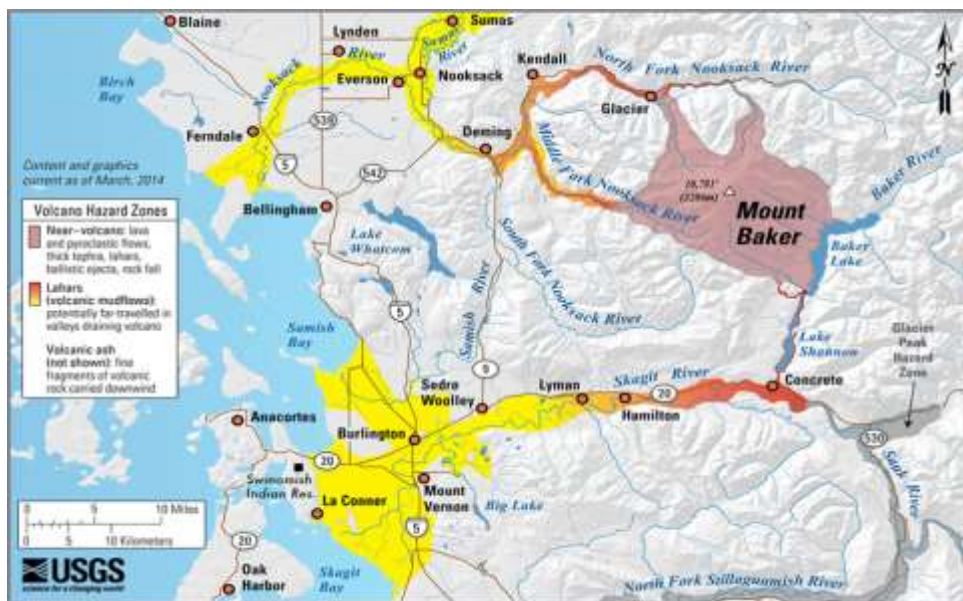 Blaine
Sumas
Lynden
River
Sumas
River
Nooksack
Everson
Nooksack
Kendall
North Fork Nooksack River
Glacier
N
Birch
Bay
Ferndale
539
Deming
5
542
Middle Fork Nooksack River
Content and graphics
current as of March, 2014
Bellingham
10,781'
(3286m)
Mount
Baker
Baker River
Baker
Lake
Volcano Hazard Zones
Near-volcano: lava
and pyroclastic flows,
thick tephra, lahars,
ballistic ejecta, rock fall
Lahars
(volcanic mudflows):
potentially far-travelled in
valleys draining volcano
Volcanic ash
(not shown): fine
fragments of volcanic
rock carried downwind
Lake
Whatcom
South Fork Nooksack River
Samish
River
5
Samish
Bay
9
Lake
Shannon
Glacier
Peak
Hazard
Zone
Sedro
Woolley
Lyman
Skagit River
20
Hamilton
Concrete
Anacortes
Burlington
20
530
Sauk River
Swinomish
Indian Res.
La Conner
Mount
Vernon
Big Lake
5
0 5 10 Miles
0 5 10 Kilometers
20
Oak
Harbor
Skagit
Bay
North Fork Stillaguamish River
USGS
science for a changing world